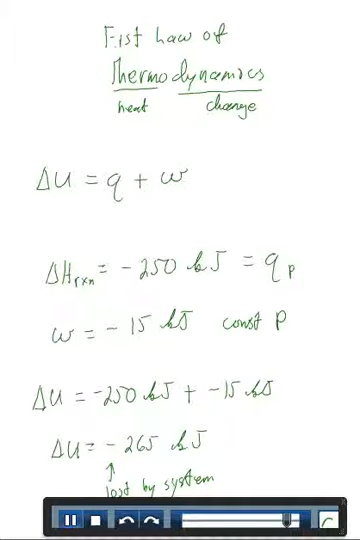 First Law of
Thermodynamics
heat change
ΔU = q + w
ΔHrxn = -250 kJ = qp
w = -15 kJ const P
ΔU = -250 kJ + -15 kJ
ΔU = -265 kJ
↑
lost by system